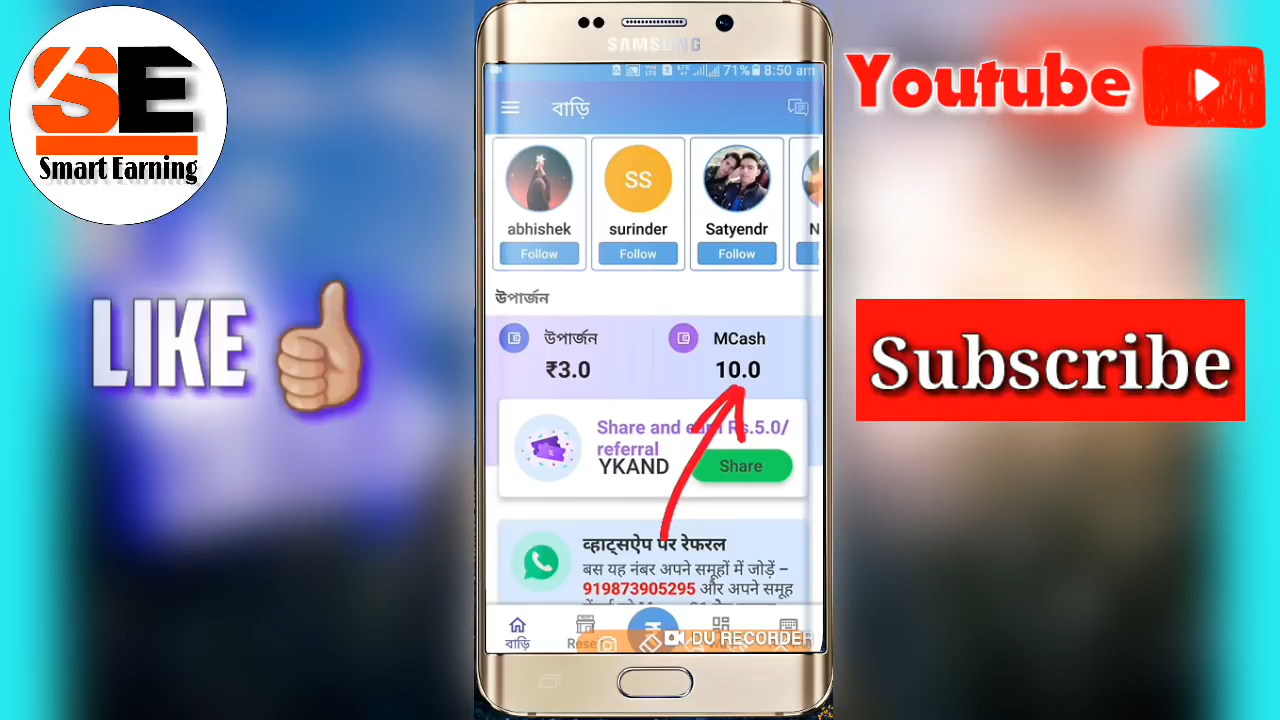 SE
Smart Earning
Youtube
LIKE
Subscribe
SAMSUNG
71% 8:50 am
বাড়ি
SS
abhishek
surinder
Satyendr
N
Follow
Follow
Follow
উপার্জন
উপার্জন
₹3.0
MCash
10.0
Share and earn Rs.5.0/
referral
YKAND
Share
व्हाट्सऐप पर रेफरल
बस यह नंबर अपने समूहों में जोड़ें –
919873905295 और अपने समूह
বাড়ি
Rese
DU RECORDER